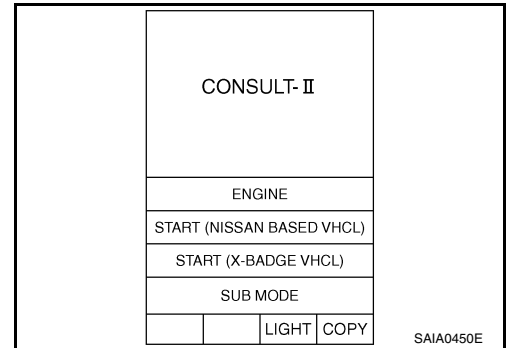 CONSULT-II
ENGINE
START (NISSAN BASED VHCL)
START (X-BADGE VHCL)
SUB MODE
LIGHT COPY
SAIA0450E